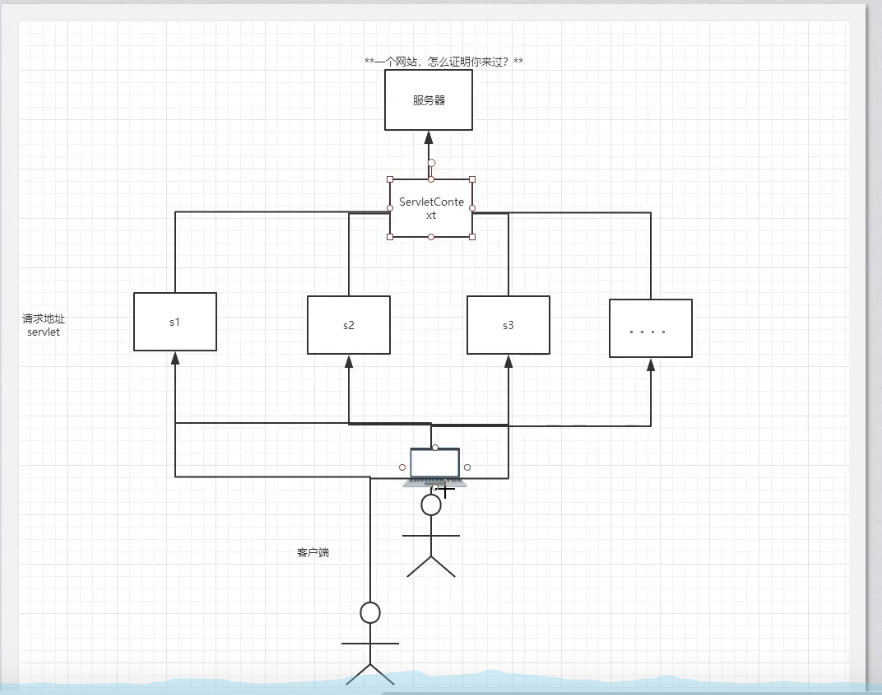 **一个网站，怎么证明你来过？**
服务器
ServletConte
xt
s1
s2
s3
. . . .
请求地址
servlet
客户端